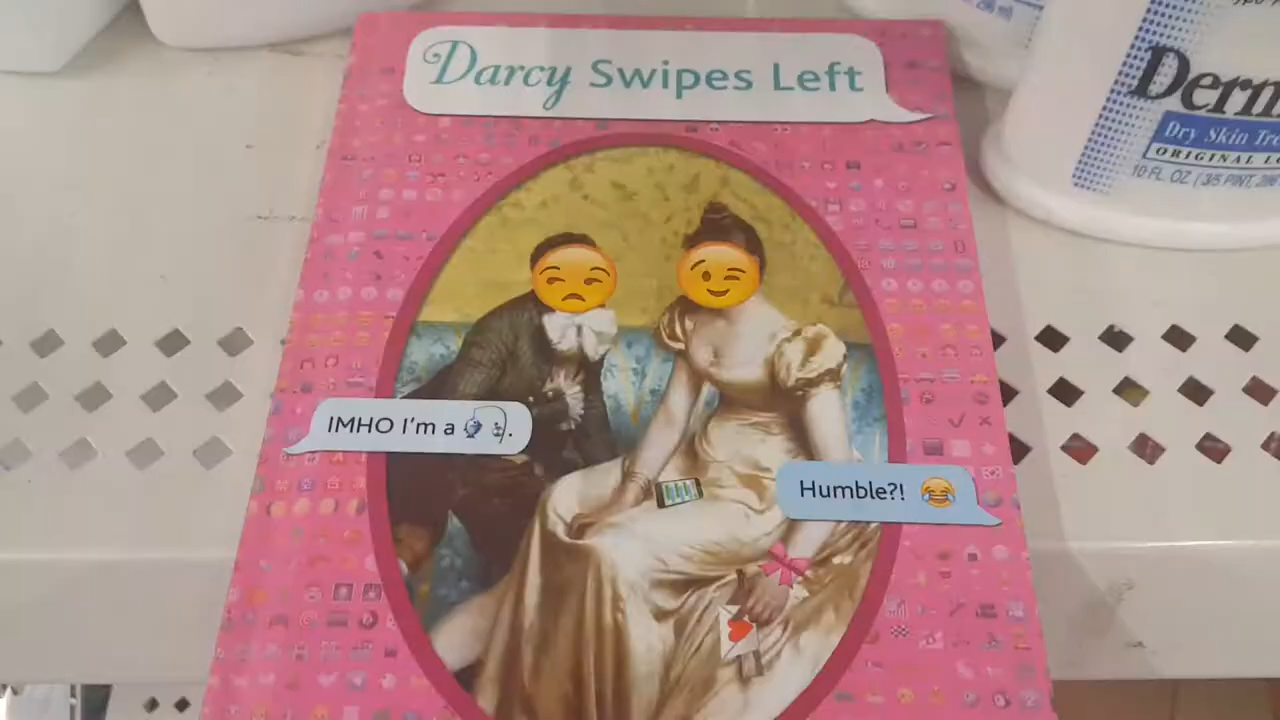 Darcy Swipes Left
IMHO I'm a 🐟 🎣.
Humble?! 😂
Derm
Dry Skin Tre
ORIGINAL LO
10 FL. OZ